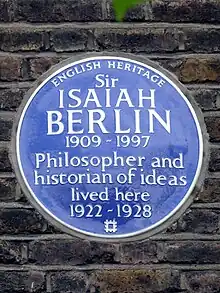 ENGLISH HERITAGE
Sir
ISAIAH
BERLIN
1909 - 1997
Philosopher and
historian of ideas
lived here
1922 - 1928